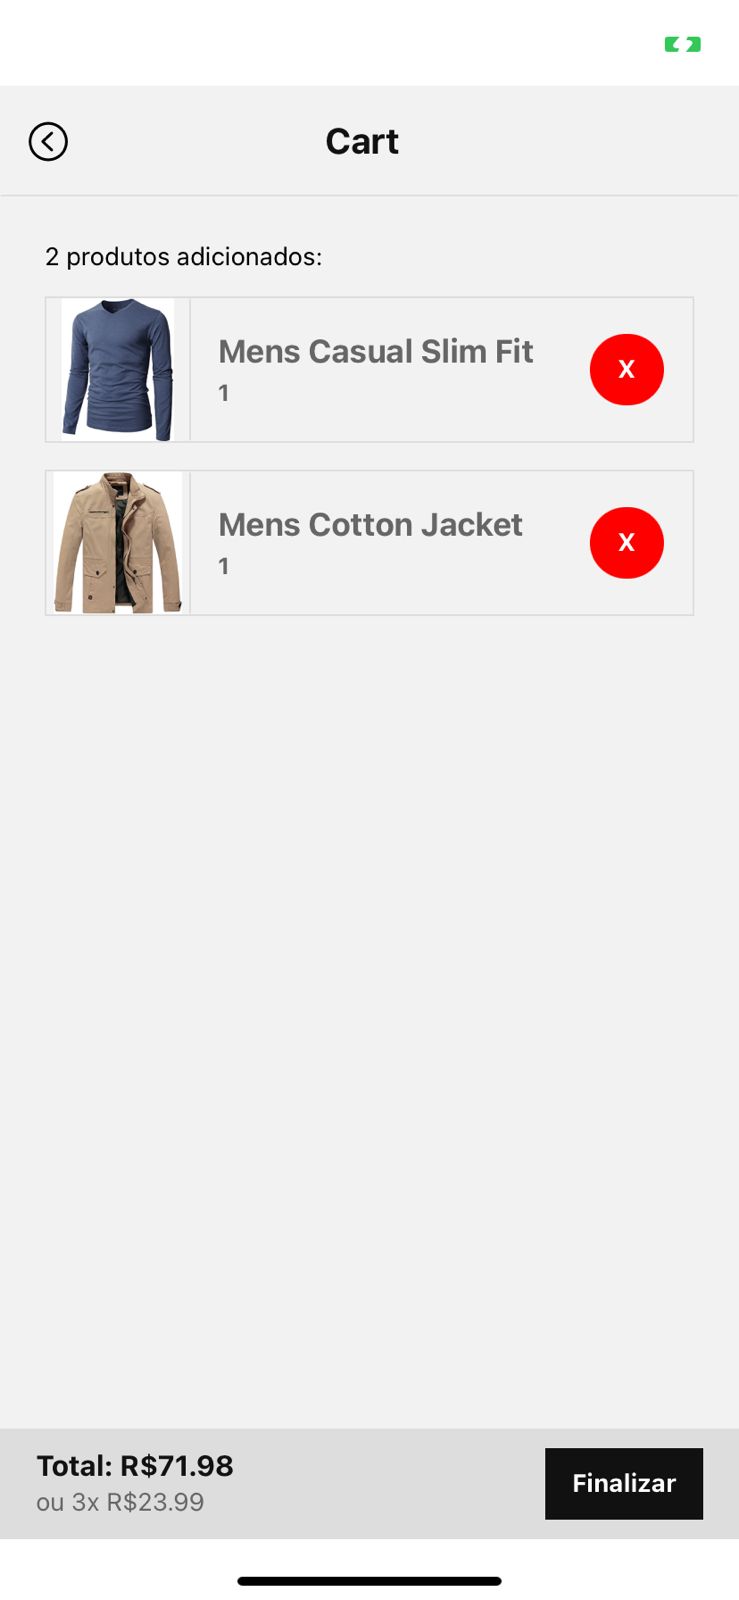 Cart
2 produtos adicionados:
Mens Casual Slim Fit
1
X
Mens Cotton Jacket
1
X
Total: R$71.98
ou 3x R$23.99
Finalizar